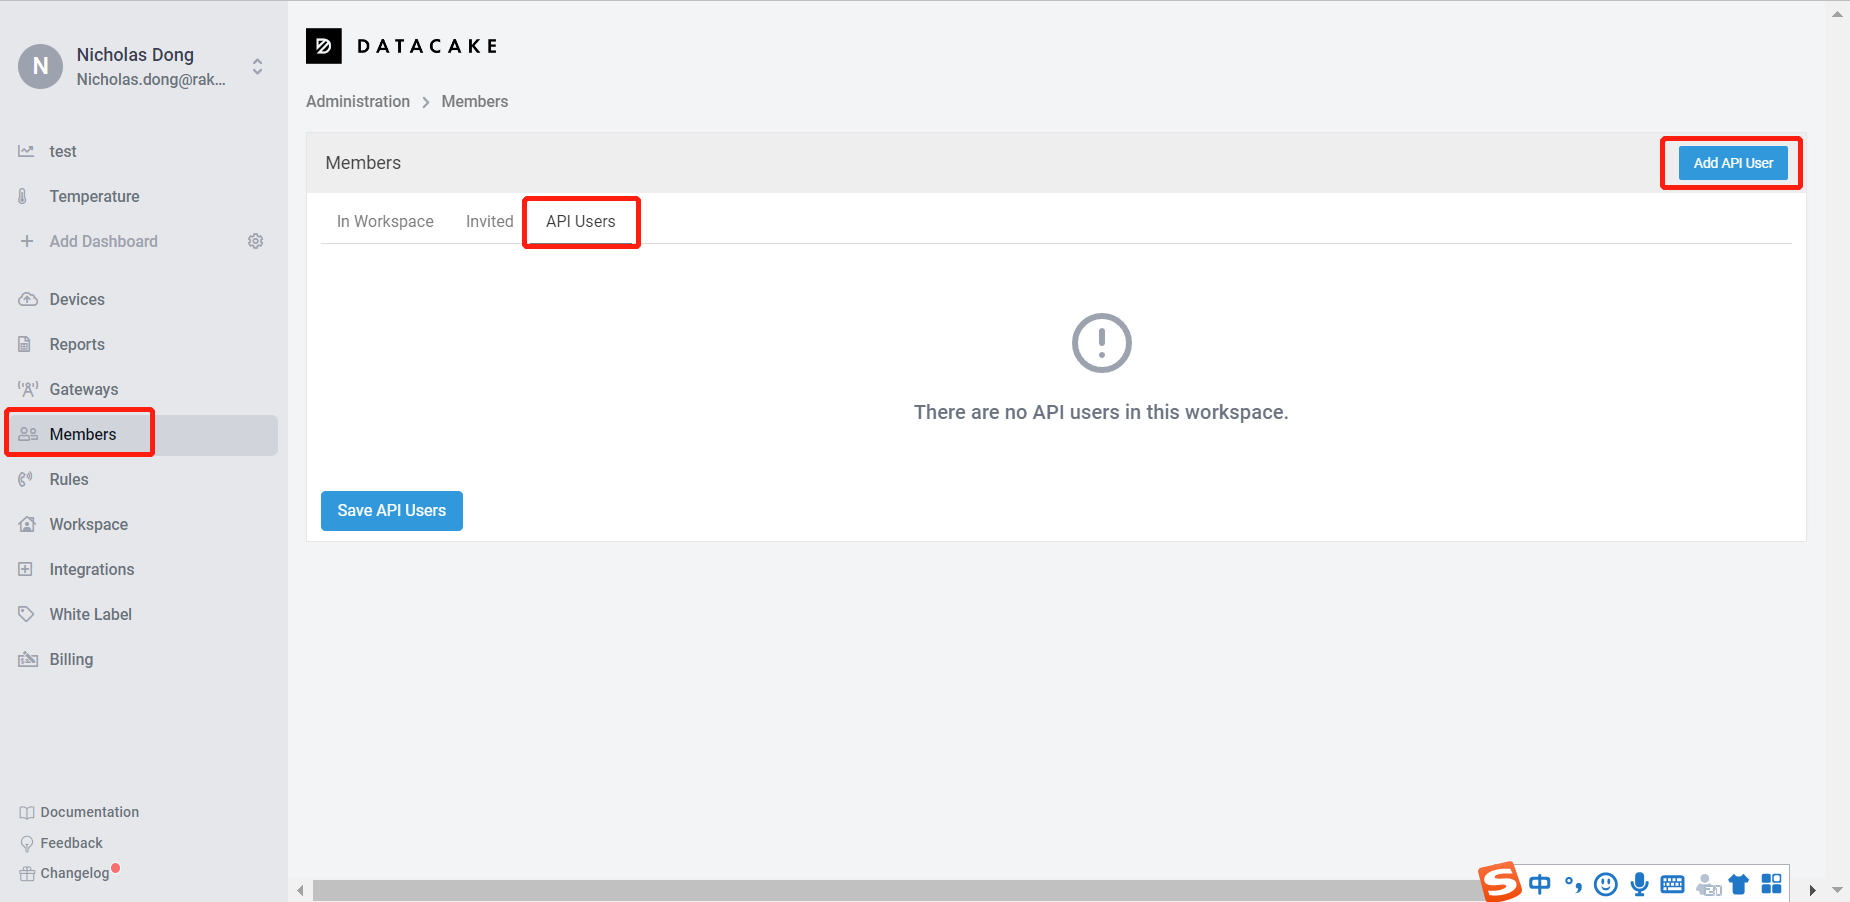 N
Nicholas Dong
Nicholas.dong@rak...
test
Temperature
Add Dashboard
Devices
Reports
Gateways
Members
Rules
Workspace
Integrations
White Label
Billing
Documentation
Feedback
Changelog
DATACAKE
Administration > Members
Members
Add API User
In Workspace
Invited
API Users
There are no API users in this workspace.
Save API Users
S
中